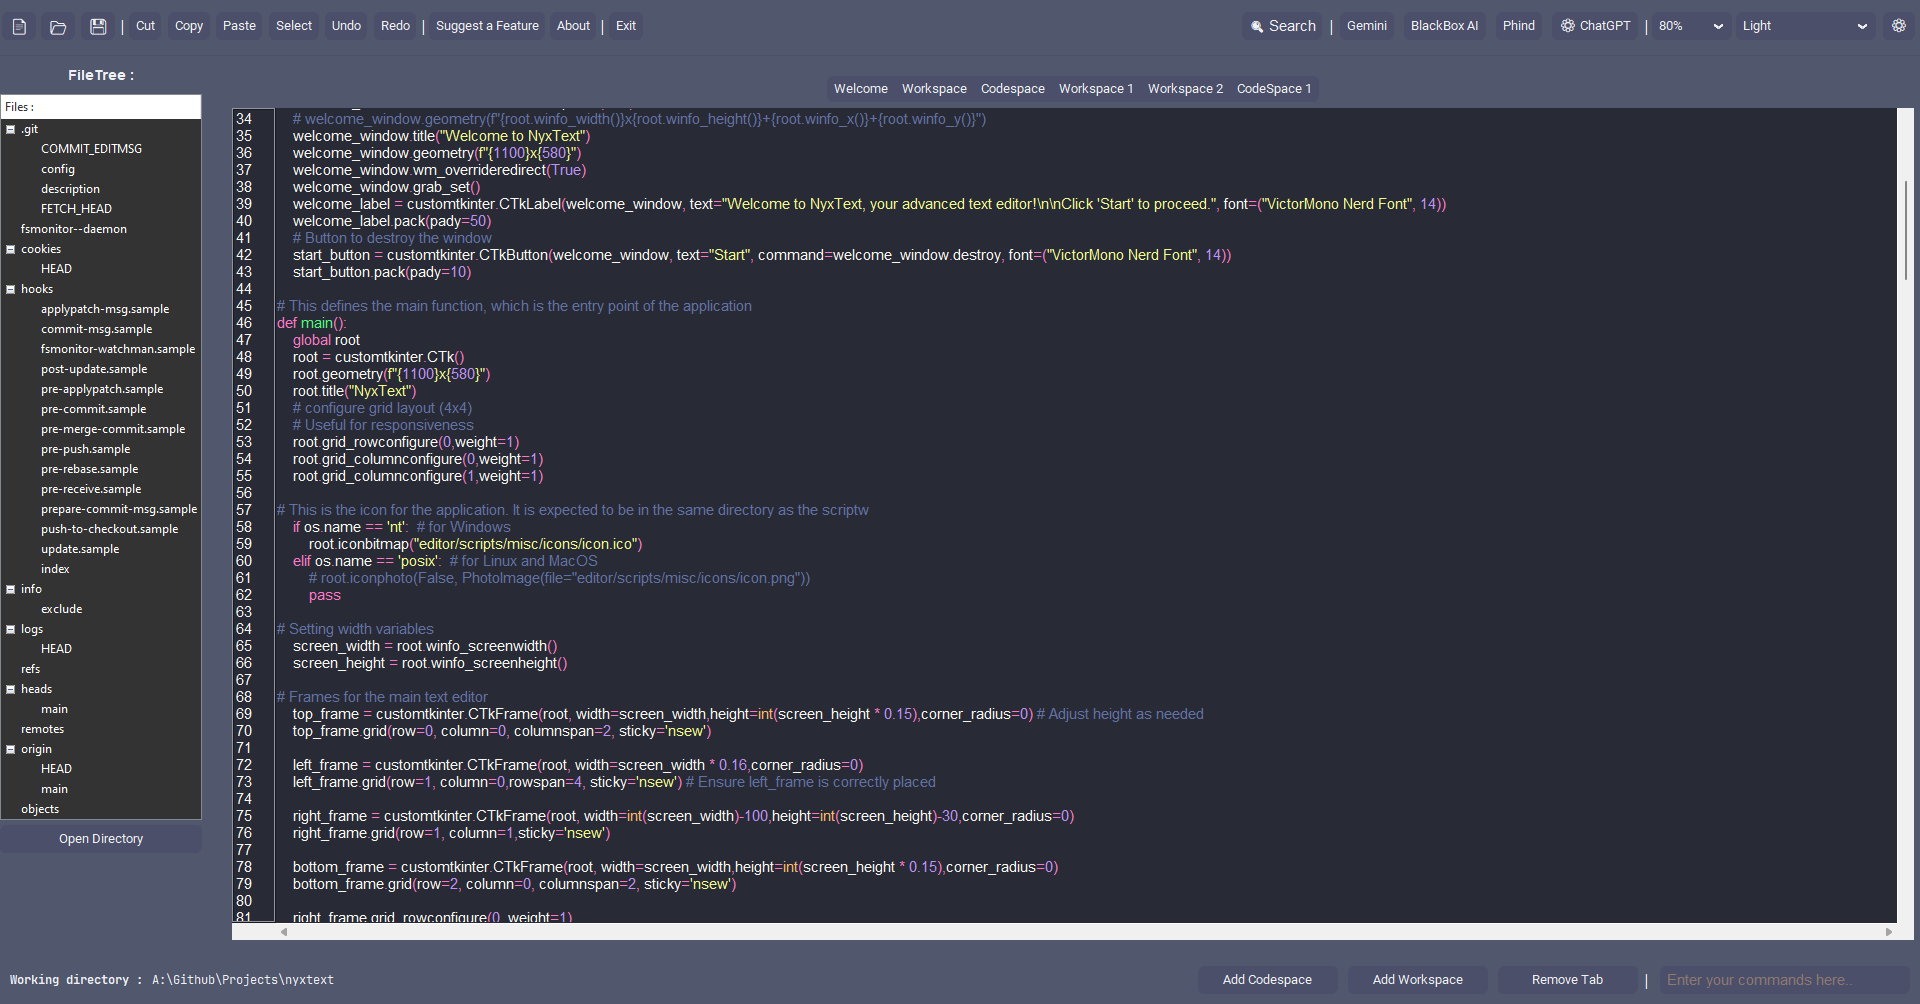 | Cut Copy Paste Select Undo Redo | Suggest a Feature About | Exit Search | Gemini BlackBox AI Phind ChatGPT | 80% Light
FileTree :
Welcome Workspace Codespace Workspace 1 Workspace 2 CodeSpace 1
Files :
.git
COMMIT_EDITMSG
config
description
FETCH_HEAD
fsmonitor--daemon
cookies
HEAD
hooks
applypatch-msg.sample
commit-msg.sample
fsmonitor-watchman.sample
post-update.sample
pre-applypatch.sample
pre-commit.sample
pre-merge-commit.sample
pre-push.sample
pre-rebase.sample
pre-receive.sample
prepare-commit-msg.sample
push-to-checkout.sample
update.sample
index
info
exclude
logs
HEAD
refs
heads
main
remotes
origin
HEAD
main
objects
Open Directory
34 # welcome_window.geometry(f"{root.winfo_width()}x{root.winfo_height()}+{root.winfo_x()}+{root.winfo_y()}")
35 welcome_window.title("Welcome to NyxText")
36 welcome_window.geometry(f"{1100}x{580}")
37 welcome_window.wm_overrideredirect(True)
38 welcome_window.grab_set()
39 welcome_label = customtkinter.CTkLabel(welcome_window, text="Welcome to NyxText, your advanced text editor!\n\nClick 'Start' to proceed.", font=("VictorMono Nerd Font", 14))
40 welcome_label.pack(pady=50)
41 # Button to destroy the window
42 start_button = customtkinter.CTkButton(welcome_window, text="Start", command=welcome_window.destroy, font=("VictorMono Nerd Font", 14))
43 start_button.pack(pady=10)
44
45 # This defines the main function, which is the entry point of the application
46 def main():
47 global root
48 root = customtkinter.CTk()
49 root.geometry(f"{1100}x{580}")
50 root.title("NyxText")
51 # configure grid layout (4x4)
52 # Useful for responsiveness
53 root.grid_rowconfigure(0,weight=1)
54 root.grid_columnconfigure(0,weight=1)
55 root.grid_columnconfigure(1,weight=1)
56
57 # This is the icon for the application. It is expected to be in the same directory as the scriptw
58 if os.name == 'nt': # for Windows
59 root.iconbitmap("editor/scripts/misc/icons/icon.ico")
60 elif os.name == 'posix': # for Linux and MacOS
61 # root.iconphoto(False, PhotoImage(file="editor/scripts/misc/icons/icon.png"))
62 pass
63
64 # Setting width variables
65 screen_width = root.winfo_screenwidth()
66 screen_height = root.winfo_screenheight()
67
68 # Frames for the main text editor
69 top_frame = customtkinter.CTkFrame(root, width=screen_width,height=int(screen_height * 0.15),corner_radius=0) # Adjust height as needed
70 top_frame.grid(row=0, column=0, columnspan=2, sticky='nsew')
71
72 left_frame = customtkinter.CTkFrame(root, width=screen_width * 0.16,corner_radius=0)
73 left_frame.grid(row=1, column=0,rowspan=4, sticky='nsew') # Ensure left_frame is correctly placed
74
75 right_frame = customtkinter.CTkFrame(root, width=int(screen_width)-100,height=int(screen_height)-30,corner_radius=0)
76 right_frame.grid(row=1, column=1,sticky='nsew')
77
78 bottom_frame = customtkinter.CTkFrame(root, width=screen_width,height=int(screen_height * 0.15),corner_radius=0)
79 bottom_frame.grid(row=2, column=0, columnspan=2, sticky='nsew')
80
81 right_frame.grid_rowconfigure(0, weight=1)
Working directory : A:\Github\Projects\nyxtext Add Codespace Add Workspace Remove Tab | Enter your commands here..